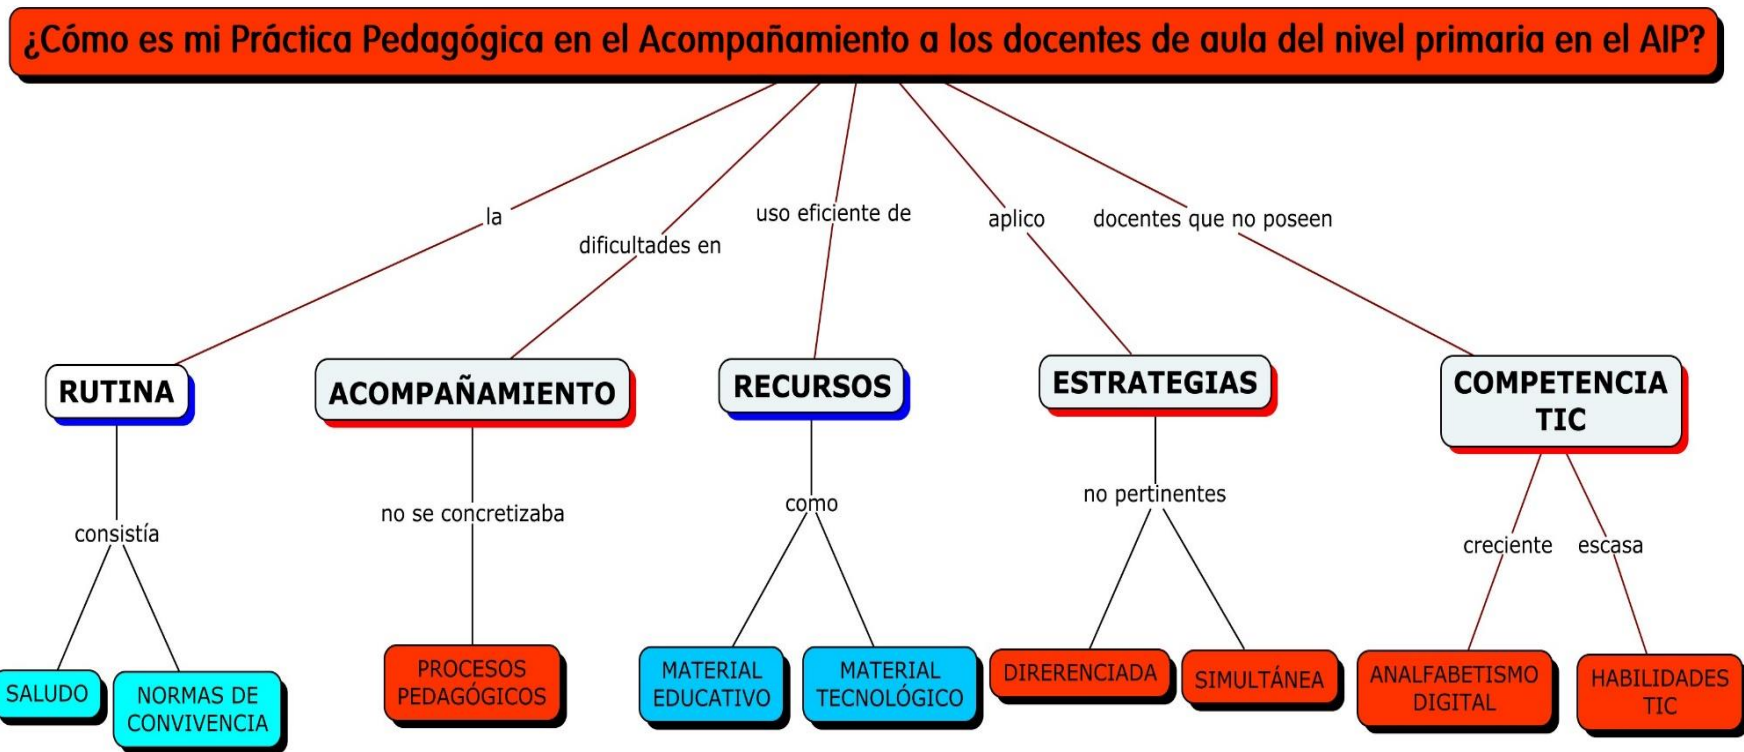 ¿Cómo es mi Práctica Pedagógica en el Acompañamiento a los docentes de aula del nivel primaria en el AIP?
la
dificultades en
uso eficiente de
aplico
docentes que no poseen
RUTINA
ACOMPAÑAMIENTO
RECURSOS
ESTRATEGIAS
COMPETENCIA
TIC
consistía
no se concretizaba
como
no pertinentes
creciente
escasa
SALUDO
NORMAS DE
CONVIVENCIA
PROCESOS
PEDAGÓGICOS
MATERIAL
EDUCATIVO
MATERIAL
TECNOLÓGICO
DIRERENCIADA
SIMULTÁNEA
ANALFABETISMO
DIGITAL
HABILIDADES
TIC